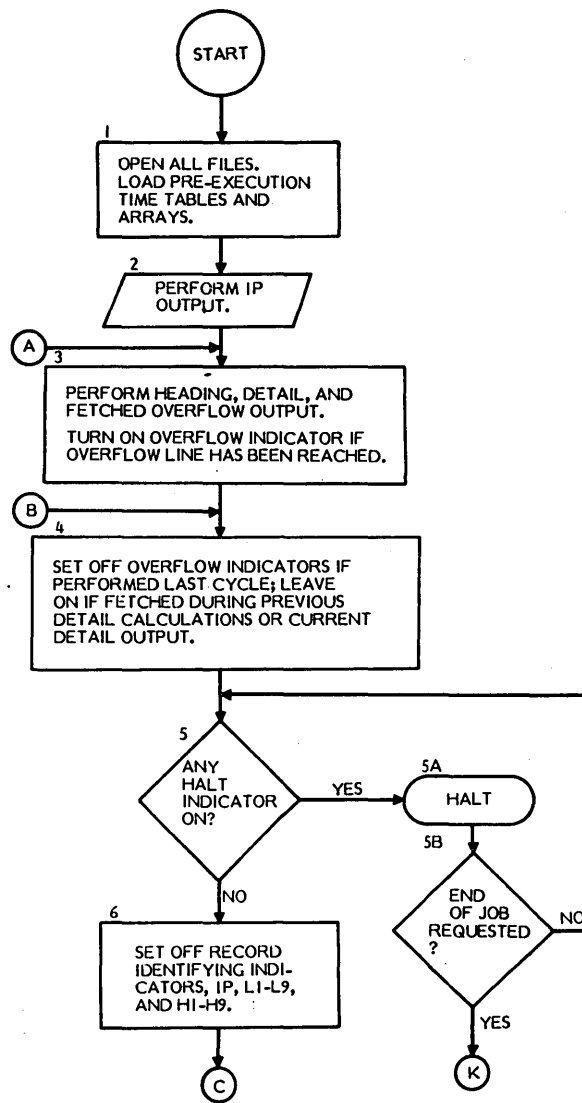 START
1
OPEN ALL FILES.
LOAD PRE-EXECUTION
TIME TABLES AND
ARRAYS.
2
PERFORM IP
OUTPUT.
A
3
PERFORM HEADING, DETAIL, AND
FETCHED OVERFLOW OUTPUT.
TURN ON OVERFLOW INDICATOR IF
OVERFLOW LINE HAS BEEN REACHED.
B
4
SET OFF OVERFLOW INDICATORS IF
PERFORMED LAST CYCLE; LEAVE
ON IF FETCHED DURING PREVIOUS
DETAIL CALCULATIONS OR CURRENT
DETAIL OUTPUT.
5
ANY
HALT
INDICATOR
ON?
YES
5A
HALT
5B
END
OF JOB
REQUESTED
?
NO
YES
K
NO
6
SET OFF RECORD
IDENTIFYING INDI-
CATORS, IP, L1-L9,
AND H1-H9.
C